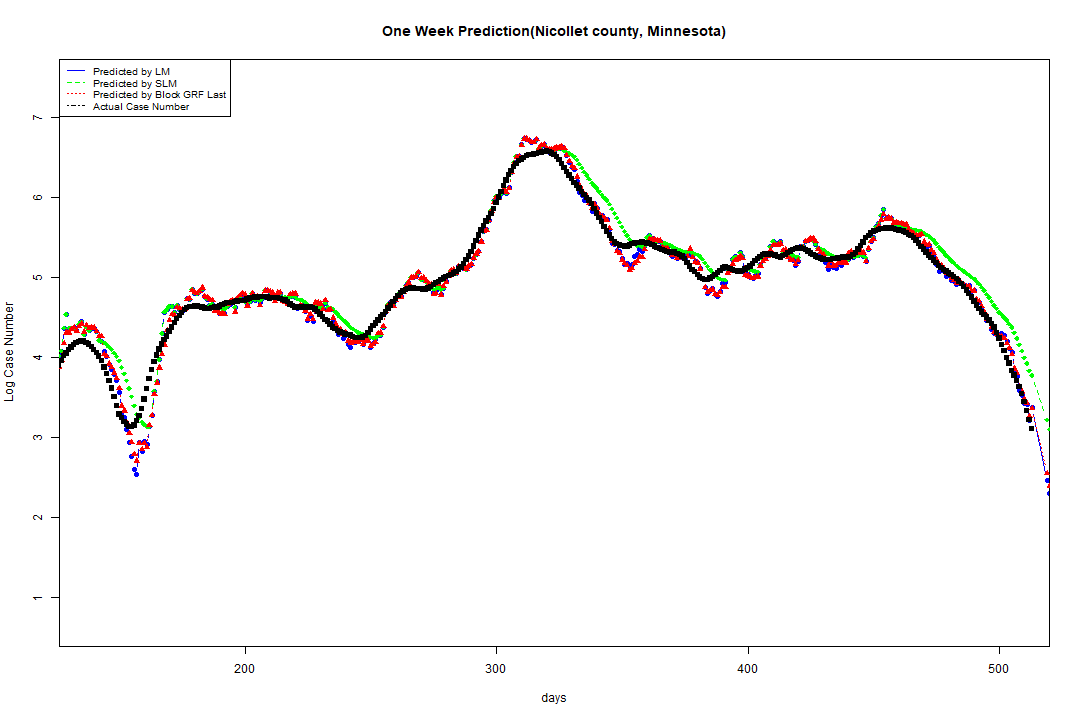 One Week Prediction(Nicollet county, Minnesota)
Predicted by LM
Predicted by SLM
Predicted by Block GRF Last
Actual Case Number
7
6
5
4
3
2
1
Log Case Number
200 300 400 500
days